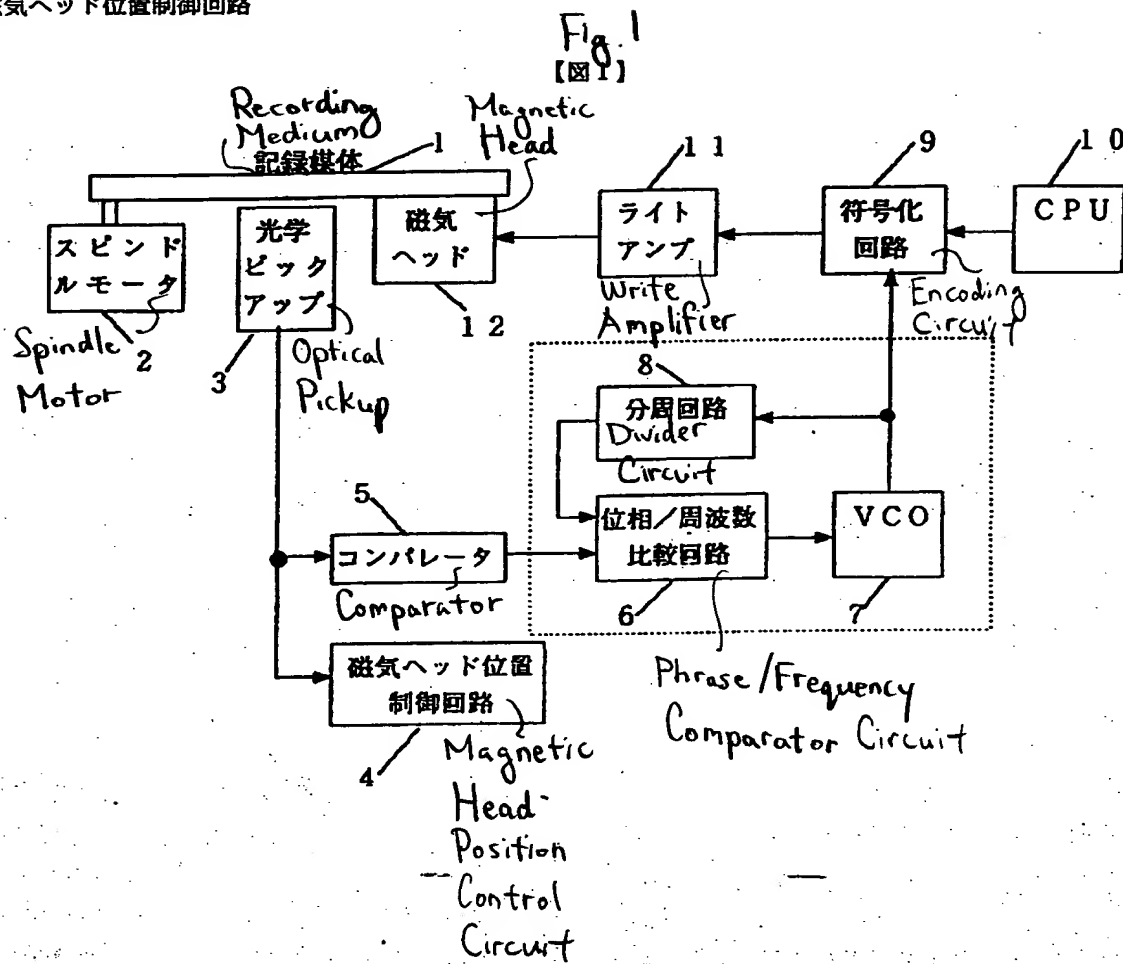 磁気ヘッド位置制御回路
Fig. 1
【図1】
Recording
Medium
記録媒体
1
Magnetic
Head
磁気
ヘッド
12
光学
ピック
アップ
3
Optical
Pickup
スピンド
ルモータ
2
Spindle
Motor
11
ライト
アンプ
Write
Amplifier
9
符号化
回路
Encoding
Circuit
10
CPU
8
分周回路
Divider
Circuit
5
コンパレータ
Comparator
位相/周波数
比較回路
6
Phrase/Frequency
Comparator Circuit
VCO
7
磁気ヘッド位置
制御回路
4
Magnetic
Head
Position
Control
Circuit